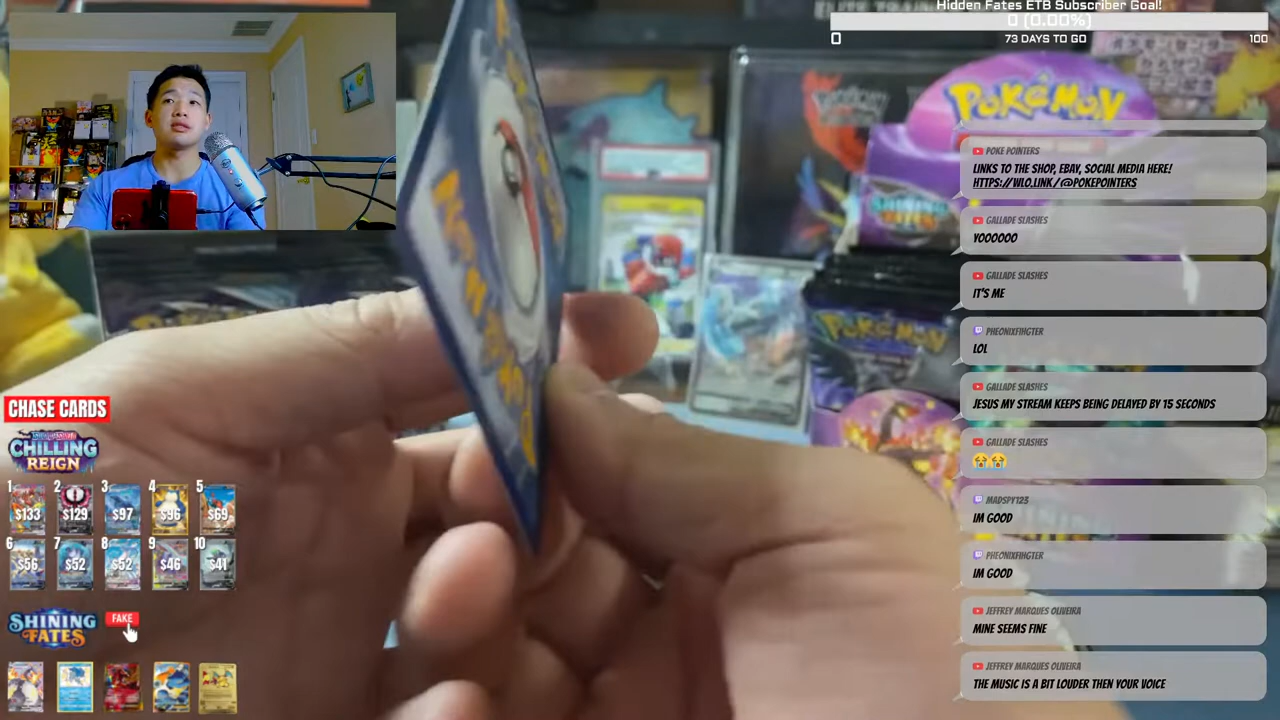 Hidden Fates ETB Subscriber Goal!
0 (0.00%)
0
73 DAYS TO GO
100
POKÉMON
SHINING FATES
POKÉMON
POKE POINTERS
LINKS TO THE SHOP, EBAY, SOCIAL MEDIA HERE!
HTTPS://WLO.LINK/@POKEPOINTERS
GALLADE SLASHES
YOOOOOO
GALLADE SLASHES
IT'S ME
PHEONIXFIHGTER
LOL
GALLADE SLASHES
JESUS MY STREAM KEEPS BEING DELAYED BY 15 SECONDS
GALLADE SLASHES
😭😭
MADSPY123
IM GOOD
PHEONIXFIHGTER
IM GOOD
JEFFREY MARQUES OLIVEIRA
MINE SEEMS FINE
JEFFREY MARQUES OLIVEIRA
THE MUSIC IS A BIT LOUDER THEN YOUR VOICE
CHASE CARDS
CHILLING
REIGN
1 2 3 4 5
$133 $129 $97 $96 $69
6 7 8 9 10
$56 $52 $52 $46 $41
SHINING
FATES
FAKE